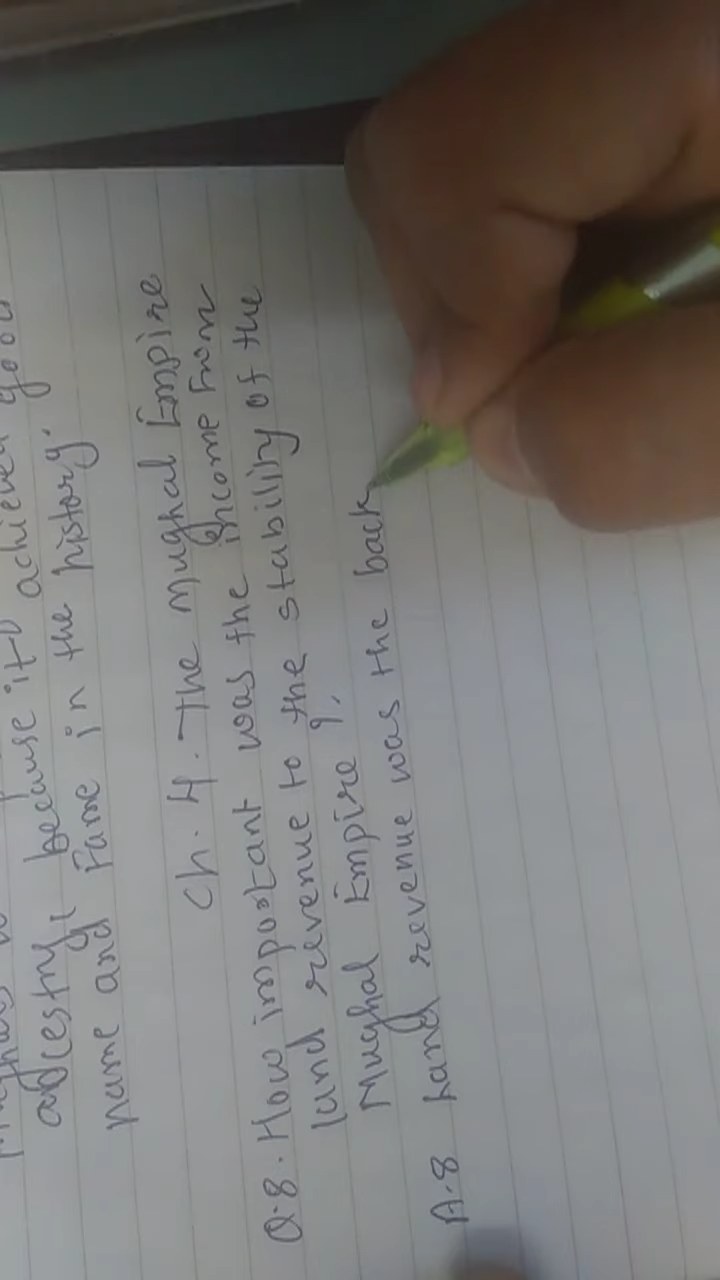 because it achieved good
name and Fame in the history.
Ch. 4. The Mughal Empire
Q.8. How important was the income From
land revenue to the stability of the
Mughal Empire ?
A.8 Land revenue was the back